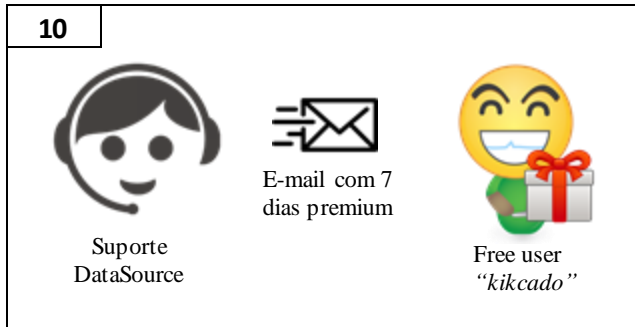 10
E-mail com 7
dias premium
Suporte
DataSource
Free user
“kikcado”